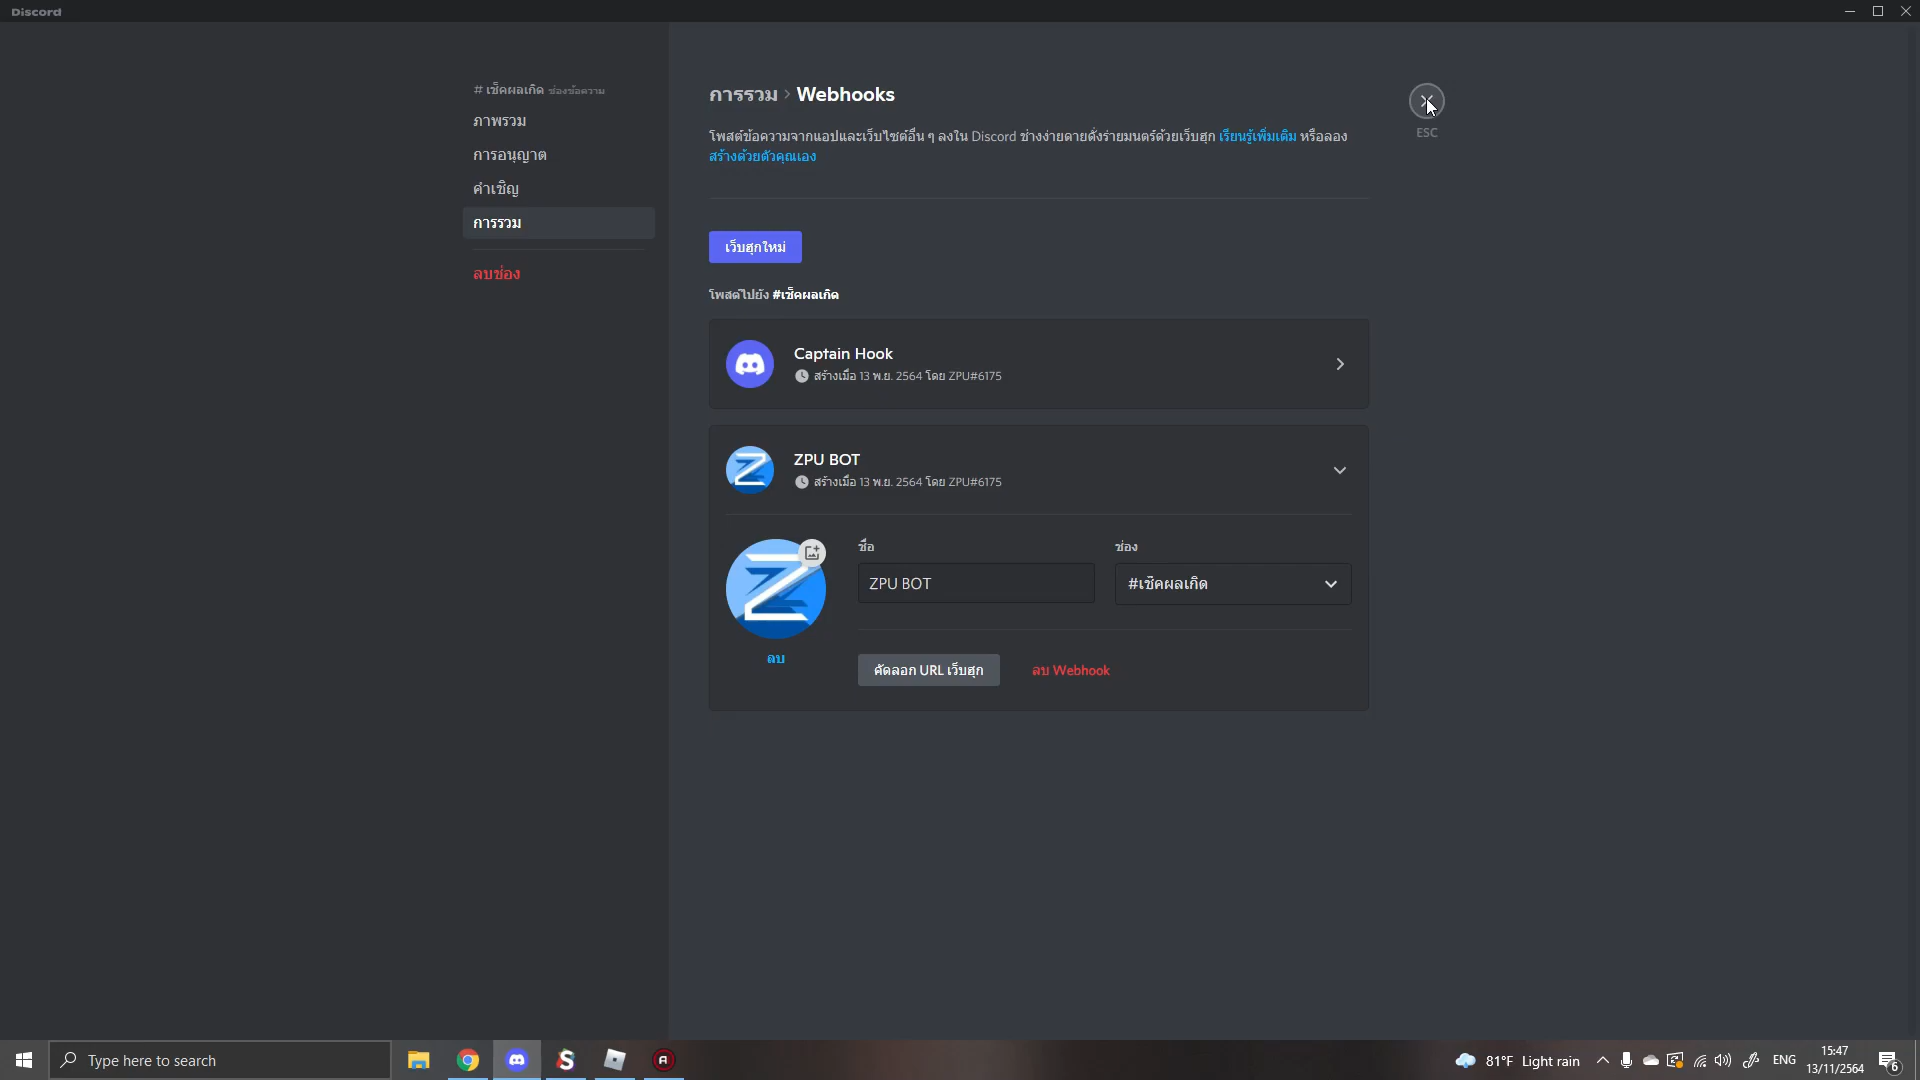 Discord
# เช็คผลเกิด ช่องข้อความ
ภาพรวม
การอนุญาต
คำเชิญ
การรวม
ลบช่อง
การรวม › Webhooks
โพสต์ข้อความจากแอปและเว็บไซต์อื่น ๆ ลงใน Discord ช่างง่ายดายดั่งร่ายมนตร์ด้วยเว็บฮุก เรียนรู้เพิ่มเติม หรือลอง
สร้างด้วยตัวคุณเอง
ESC
เว็บฮุกใหม่
โพสต์ไปยัง #เช็คผลเกิด
Captain Hook
สร้างเมื่อ 13 พ.ย. 2564 โดย ZPU#6175
ZPU BOT
สร้างเมื่อ 13 พ.ย. 2564 โดย ZPU#6175
ชื่อ
ช่อง
ZPU BOT
#เช็คผลเกิด
ลบ
คัดลอก URL เว็บฮุก
ลบ Webhook
Type here to search
81°F Light rain
ENG
15:47
13/11/2564
6